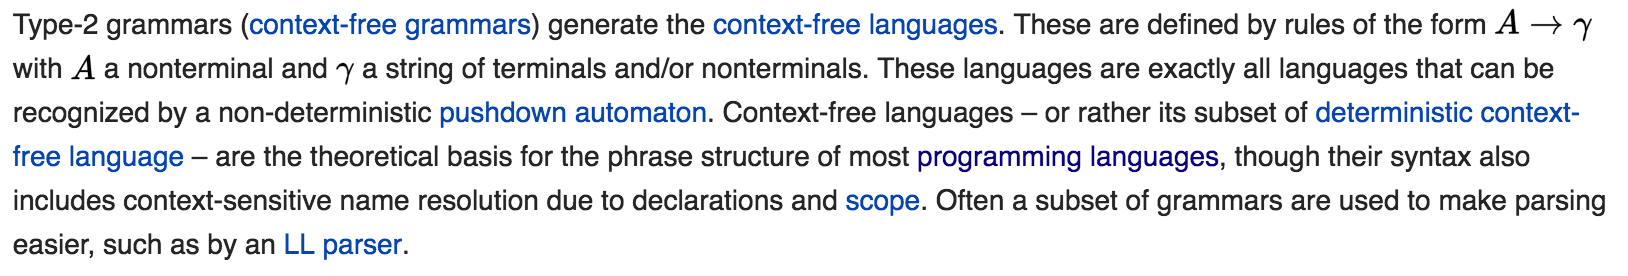 Type-2 grammars (context-free grammars) generate the context-free languages. These are defined by rules of the form A → γ
with A a nonterminal and γ a string of terminals and/or nonterminals. These languages are exactly all languages that can be
recognized by a non-deterministic pushdown automaton. Context-free languages – or rather its subset of deterministic context-
free language – are the theoretical basis for the phrase structure of most programming languages, though their syntax also
includes context-sensitive name resolution due to declarations and scope. Often a subset of grammars are used to make parsing
easier, such as by an LL parser.